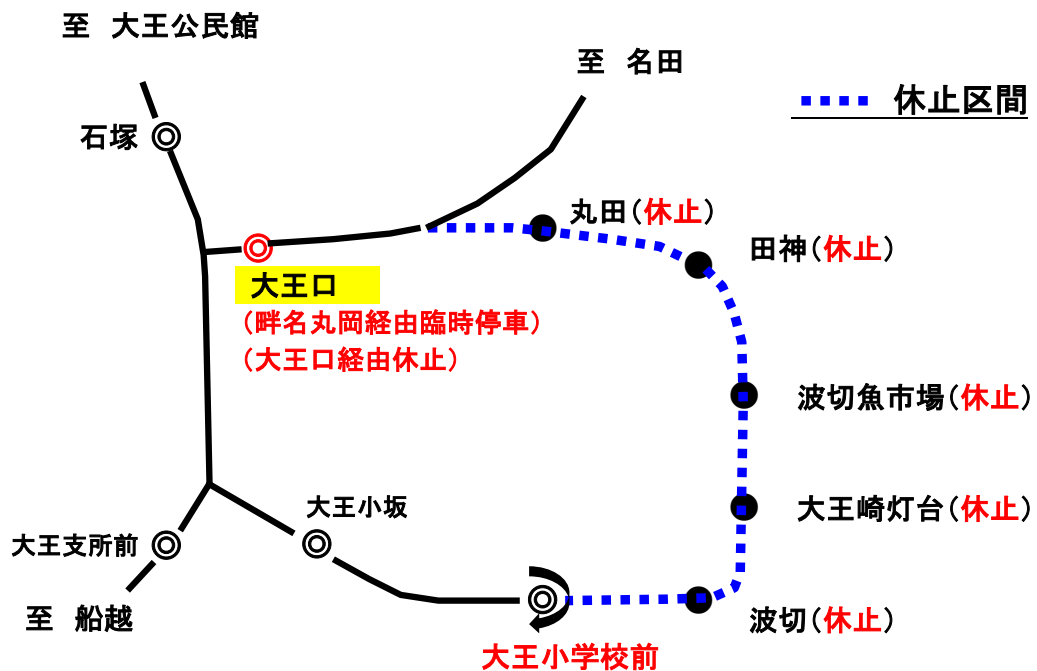 至　大王公民館
至　名田
休止区間
石塚
丸田（休止）
田神（休止）
大王口
（畔名丸岡経由臨時停車）
（大王口経由休止）
波切魚市場（休止）
大王小坂
大王崎灯台（休止）
大王支所前
至　船越
波切（休止）
大王小学校前